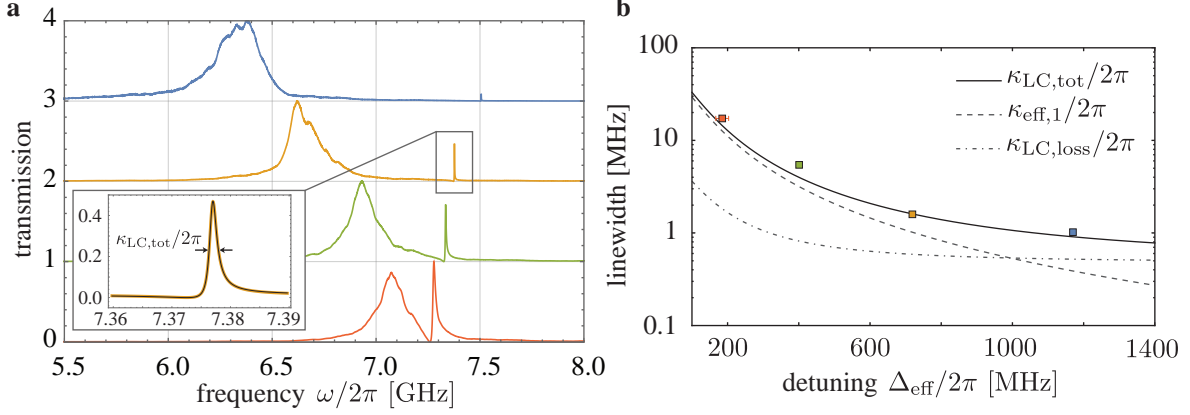 a
4
3
2
1
0
transmission
5.5 6.0 6.5 7.0 7.5 8.0
frequency ω/2π [GHz]
0.4
0.2
0.0
κLC,tot/2π
7.36 7.37 7.38 7.39
b
100
10
1
0.1
linewidth [MHz]
κLC,tot/2π
κeff,1/2π
κLC,loss/2π
200 600 1000 1400
detuning Δeff/2π [MHz]